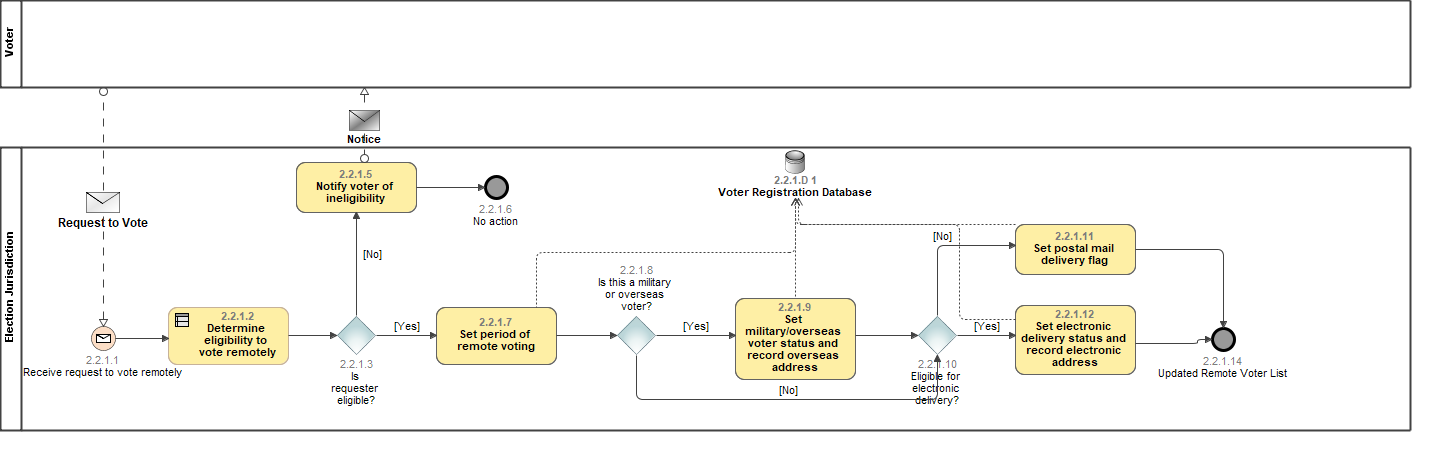 Voter
Notice
Request to Vote
Election Jurisdiction
2.2.1.1
Receive request to vote remotely
2.2.1.2
Determine
eligibility to
vote remotely
2.2.1.3
Is
requester
eligible?
[No]
2.2.1.5
Notify voter of
ineligibility
2.2.1.6
No action
[Yes]
2.2.1.7
Set period of
remote voting
2.2.1.8
Is this a military
or overseas
voter?
[Yes]
[No]
2.2.1.D 1
Voter Registration Database
2.2.1.9
Set
military/overseas
voter status and
record overseas
address
2.2.1.10
Eligible for
electronic
delivery?
[No]
2.2.1.11
Set postal mail
delivery flag
[Yes]
2.2.1.12
Set electronic
delivery status and
record electronic
address
2.2.1.14
Updated Remote Voter List